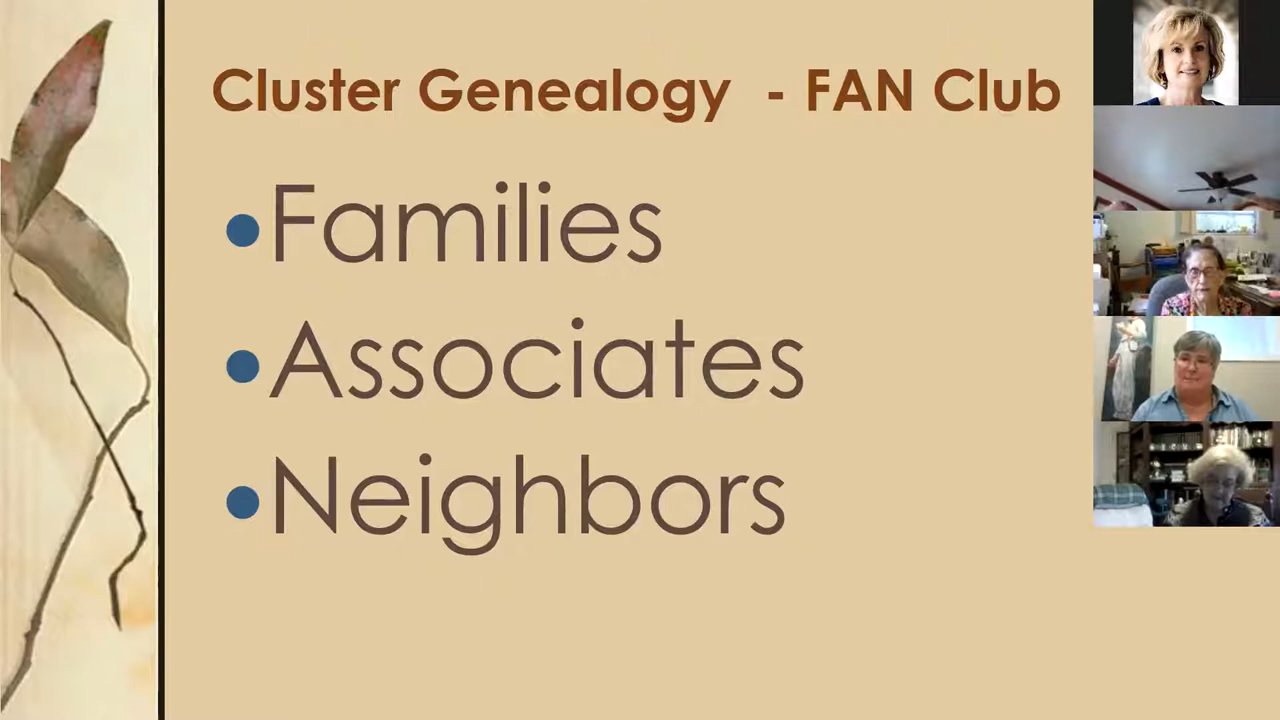 Cluster Genealogy - FAN Club
•Families
•Associates
•Neighbors